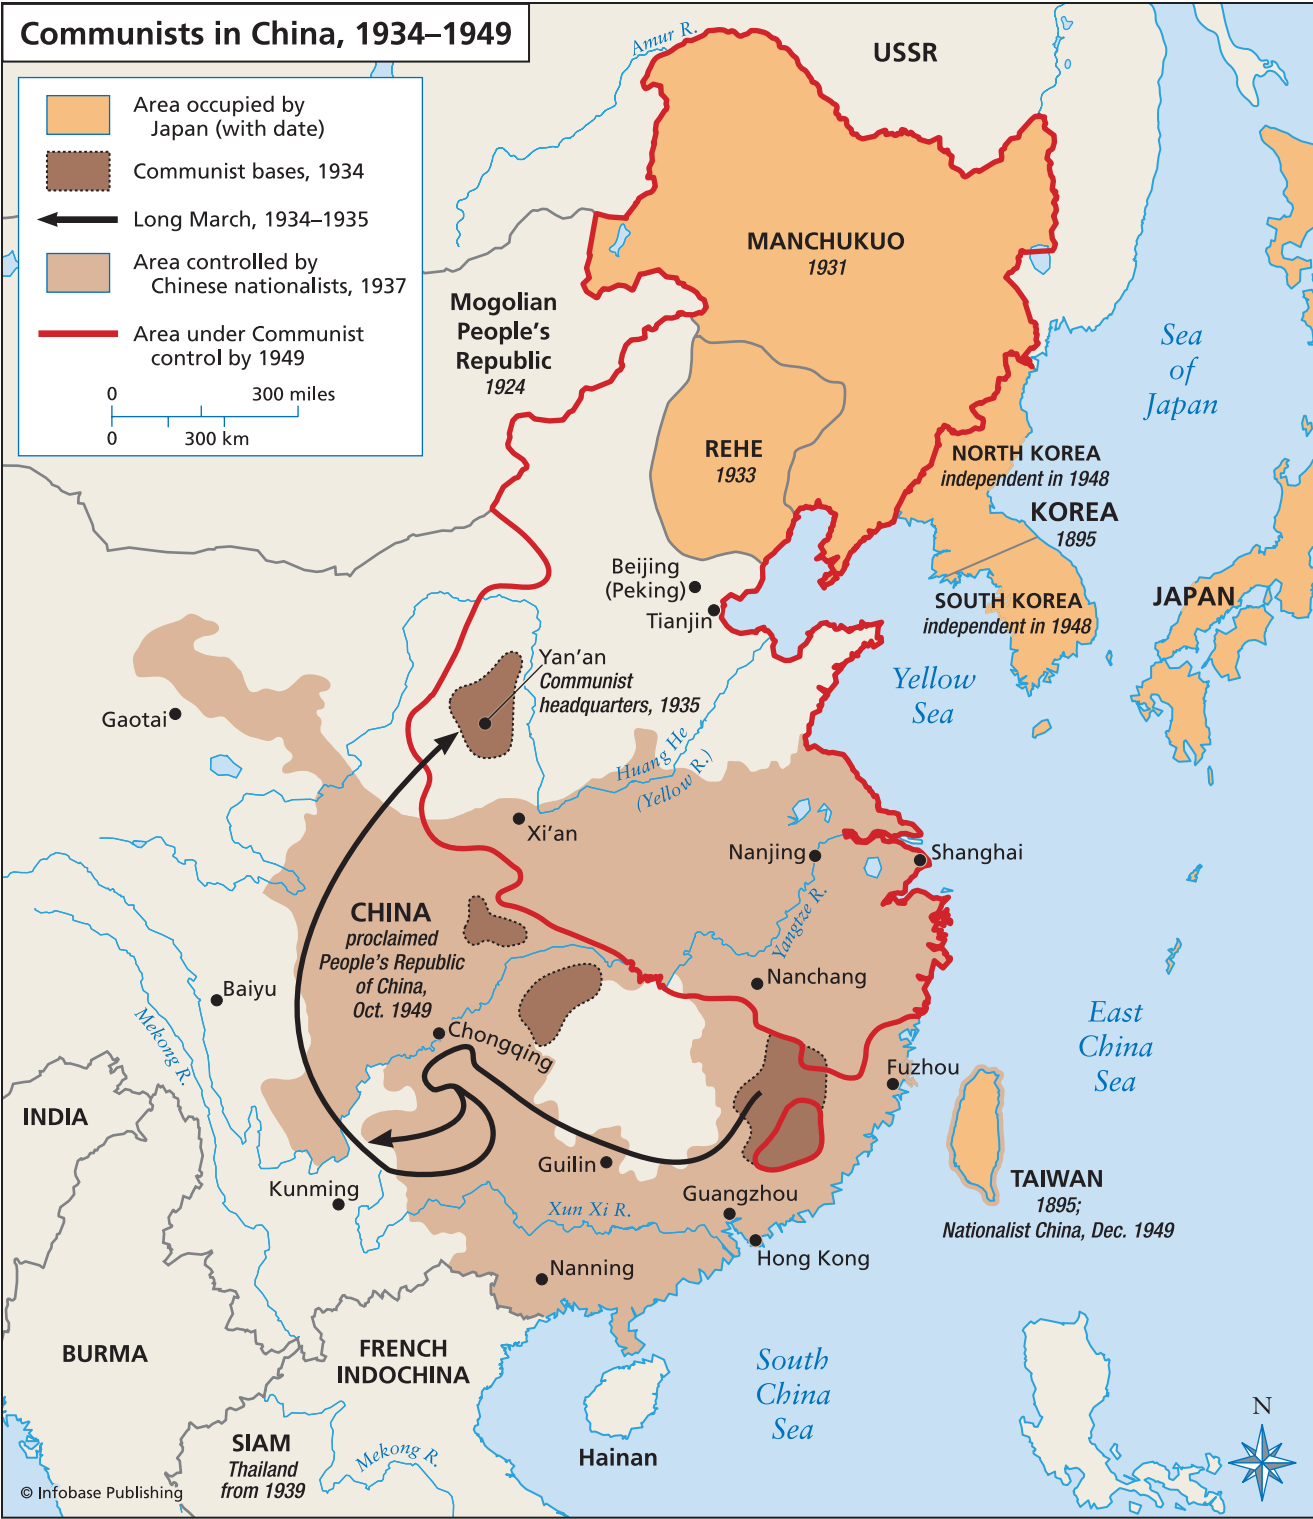 Communists in China, 1934–1949
Area occupied by
Japan (with date)
Communist bases, 1934
Long March, 1934–1935
Area controlled by
Chinese nationalists, 1937
Area under Communist
control by 1949
0 300 miles
0 300 km
Amur R.
USSR
MANCHUKUO
1931
Mogolian
People's
Republic
1924
Sea
of
Japan
REHE
1933
NORTH KOREA
independent in 1948
KOREA
1895
Beijing
(Peking)
Tianjin
SOUTH KOREA
independent in 1948
JAPAN
Yan'an
Communist
headquarters, 1935
Yellow
Sea
Gaotai
Huang He
(Yellow R.)
Xi'an
Nanjing
Shanghai
CHINA
proclaimed
People's Republic
of China,
Oct. 1949
Yangtze R.
Nanchang
Baiyu
Mekong R.
Chongqing
East
China
Sea
Fuzhou
INDIA
Guilin
Kunming
Guangzhou
TAIWAN
1895;
Nationalist China, Dec. 1949
Xun Xi R.
Hong Kong
Nanning
BURMA
FRENCH
INDOCHINA
South
China
Sea
N
SIAM
Thailand
from 1939
Mekong R.
Hainan
© Infobase Publishing